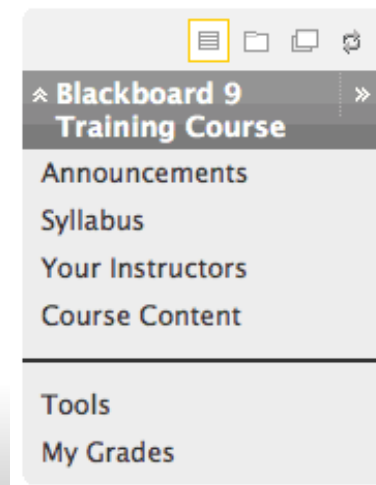 Blackboard 9
Training Course
Announcements
Syllabus
Your Instructors
Course Content
Tools
My Grades